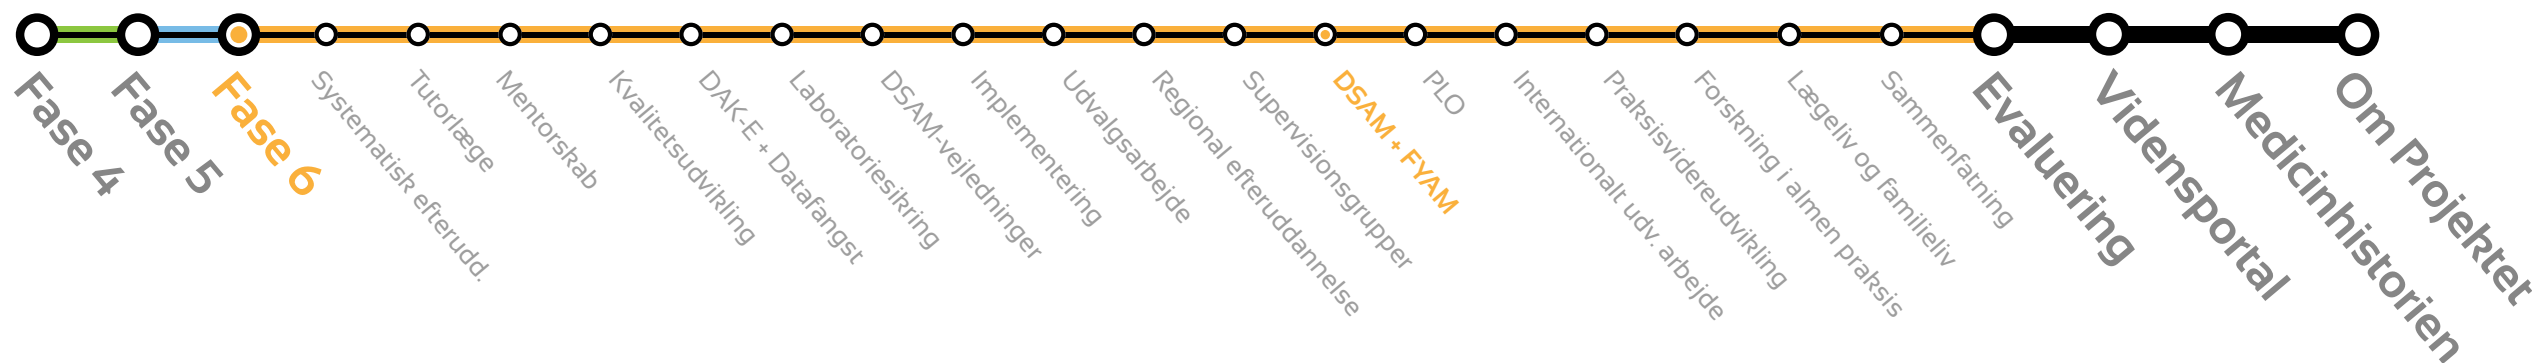 Fase 4
Fase 5
Fase 6
Systematisk efterudd.
Tutorlæge
Mentorskab
Kvalitetsudvikling
DAK-E + Datafangst
Laboratoriesikring
DSAM-vejledninger
Implementering
Udvalgsarbejde
Regional efteruddannelse
Supervisionsgrupper
DSAM + FYAM
PLO
Internationalt udv. arbejde
Praksisvidereudvikling
Forskning i almen praksis
Lægeliv og familieliv
Sammenfatning
Evaluering
Vidensportal
Medicinhistorien
Om Projektet